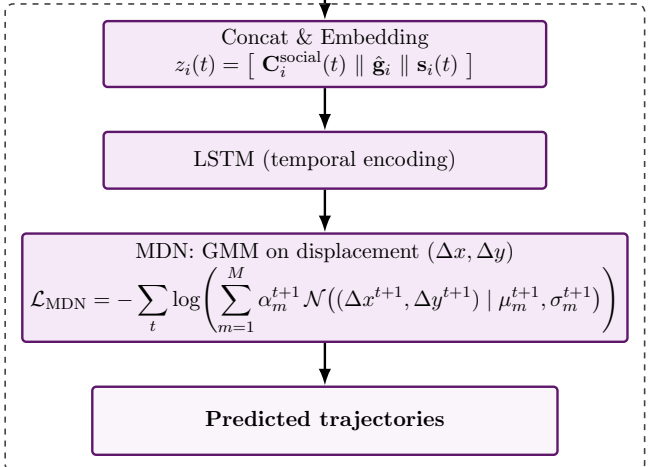 Concat & Embedding
z_i(t) = [ C_i^social(t) ∥ ĝ_i ∥ s_i(t) ]
LSTM (temporal encoding)
MDN: GMM on displacement (Δx, Δy)
ℒ_MDN = − ∑_t log( ∑_{m=1}^{M} α_m^{t+1} 𝒩((Δx^{t+1}, Δy^{t+1}) | μ_m^{t+1}, σ_m^{t+1}) )
Predicted trajectories